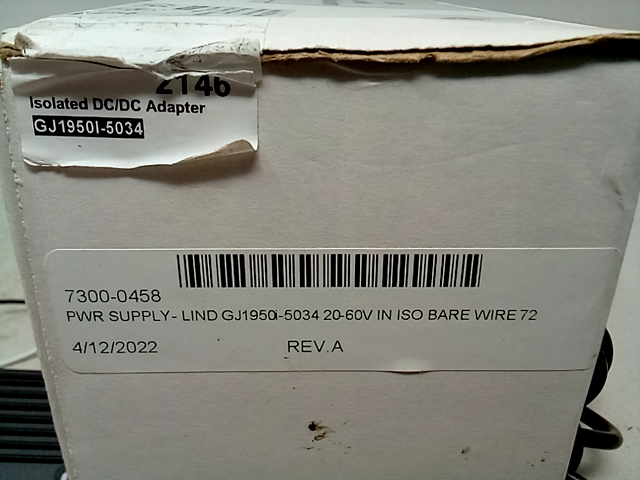 2146
Isolated DC/DC Adapter
GJ1950I-5034
7300-0458
PWR SUPPLY- LIND GJ1950i-5034 20-60V IN ISO BARE WIRE 72
4/12/2022 REV.A